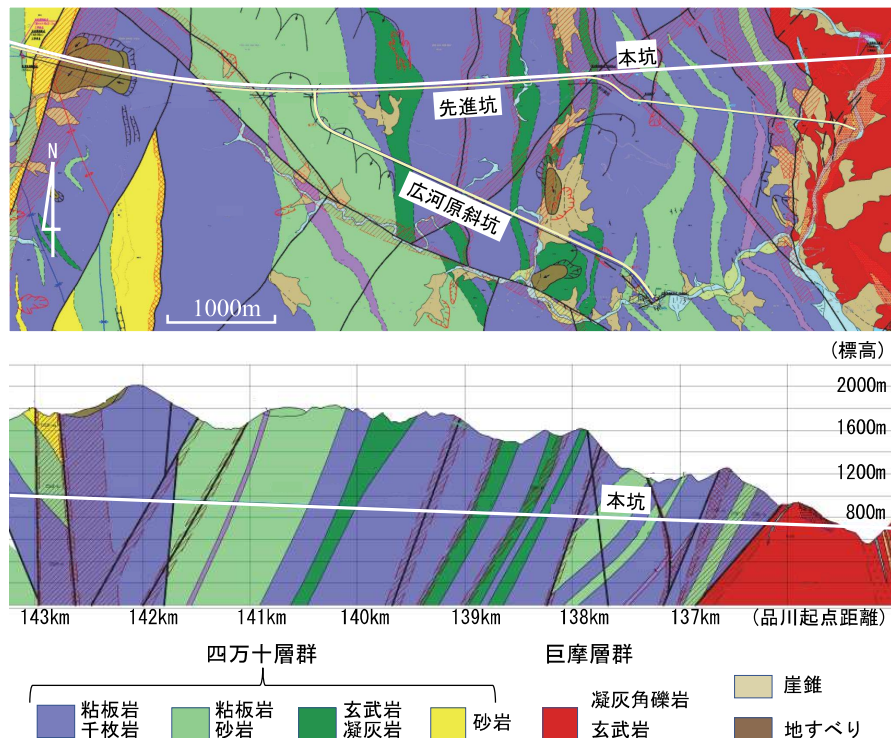 本坑
先進坑
N
広河原斜坑
1000m
(標高)
2000m
1600m
1200m
本坑
800m
143km
142km
141km
140km
139km
138km
137km
(品川起点距離)
四万十層群
巨摩層群
粘板岩
千枚岩
粘板岩
砂岩
玄武岩
凝灰岩
砂岩
凝灰角礫岩
玄武岩
崖錐
地すべり